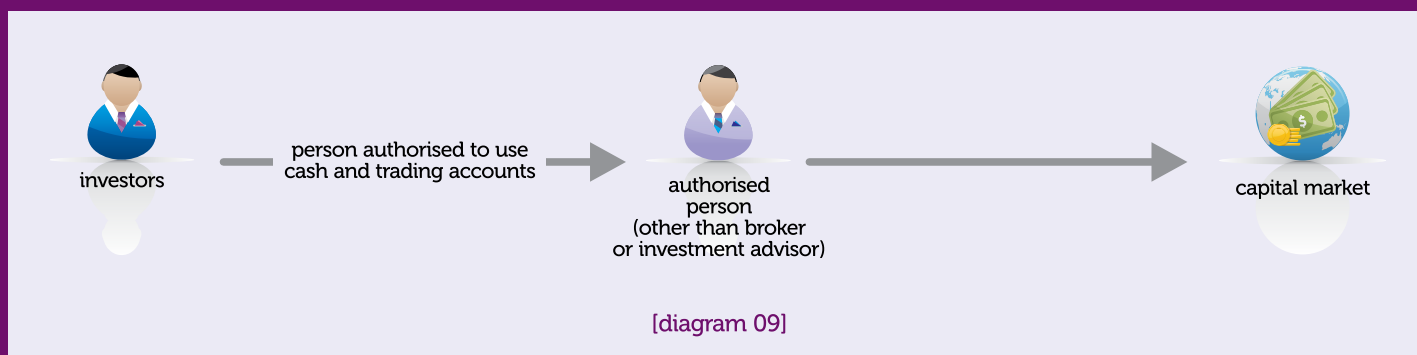 person authorised to use
cash and trading accounts
investors
authorised
person
(other than broker
or investment advisor)
capital market
$
[diagram 09]